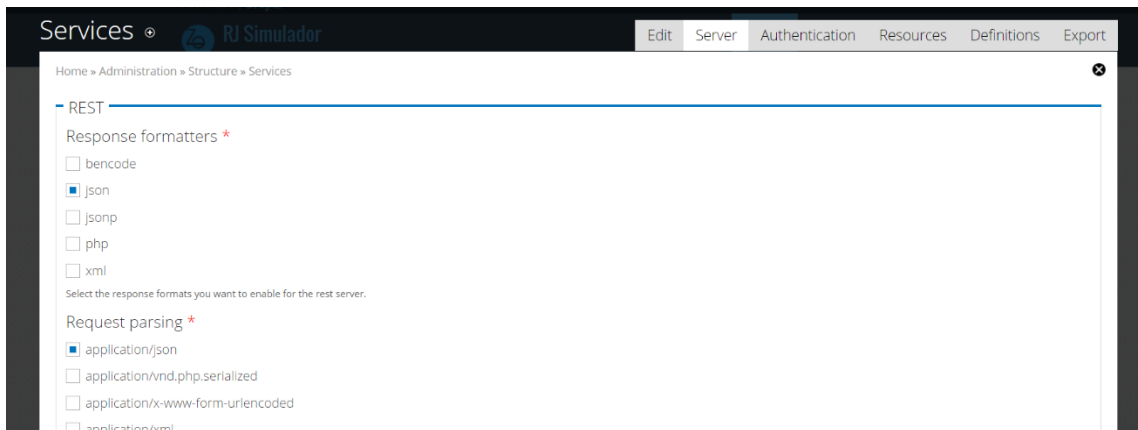 Services
RJ Simulador
Edit Server Authentication Resources Definitions Export
Home » Administration » Structure » Services
REST
Response formatters *
bencode
json
jsonp
php
xml
Select the response formats you want to enable for the rest server.
Request parsing *
application/json
application/vnd.php.serialized
application/x-www-form-urlencoded
application/xml